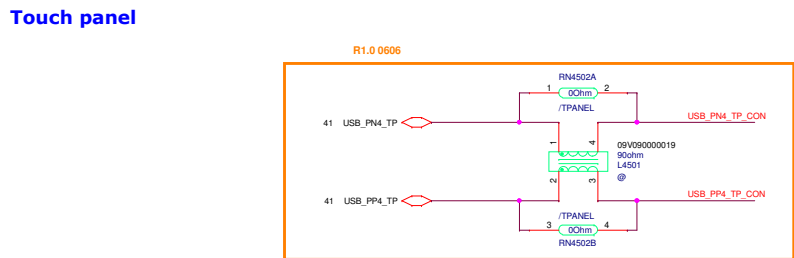 Touch panel
R1.0 0606
RN4502A
1 0Ohm 2
/TPANEL
41 USB_PN4_TP
USB_PN4_TP_CON
1 4
09V090000019
90ohm
L4501
@
2 3
41 USB_PP4_TP
USB_PP4_TP_CON
/TPANEL
3 0Ohm 4
RN4502B